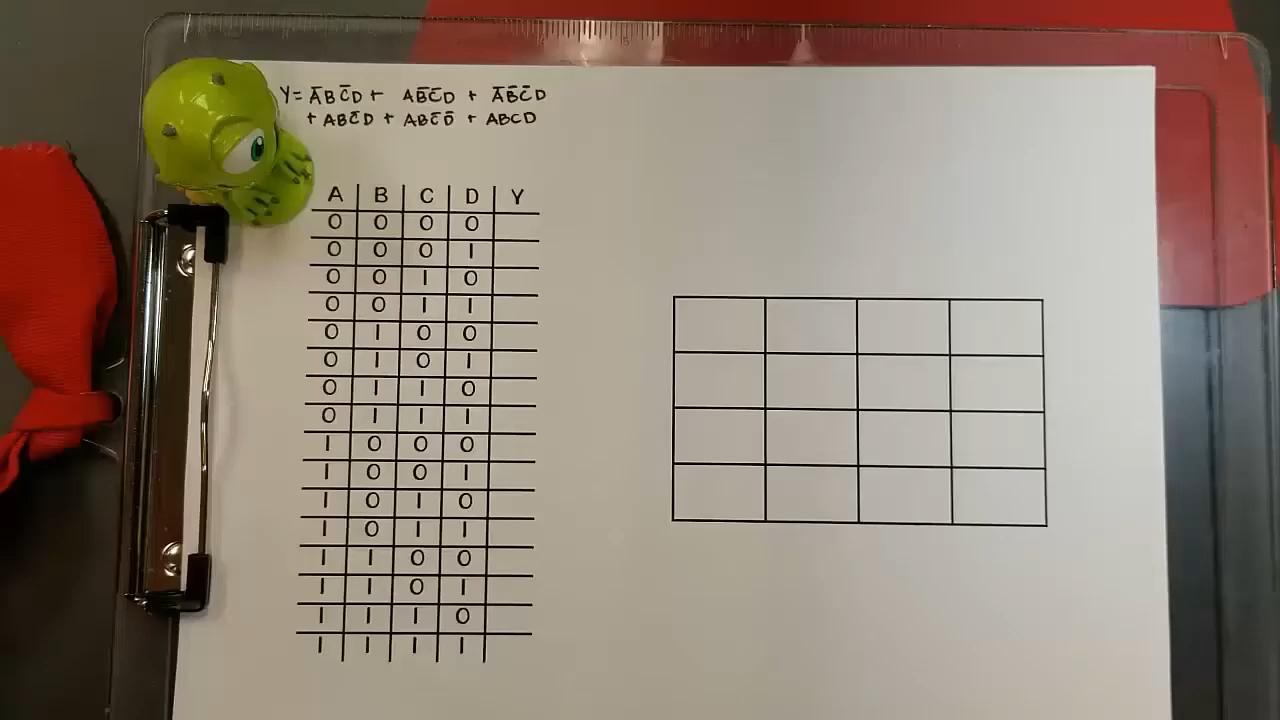 Y= A̅BC̅D + AB̅C̅D + A̅B̅C̅D
+ ABC̅D + ABC̅D̅ + ABCD
A B C D Y
0 0 0 0
0 0 0 1
0 0 1 0
0 0 1 1
0 1 0 0
0 1 0 1
0 1 1 0
0 1 1 1
1 0 0 0
1 0 0 1
1 0 1 0
1 0 1 1
1 1 0 0
1 1 0 1
1 1 1 0
1 1 1 1